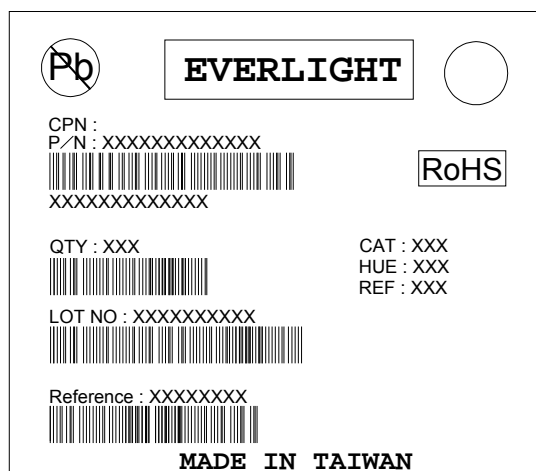 Pb
EVERLIGHT
CPN :
P/N : XXXXXXXXXXXXX
RoHS
XXXXXXXXXXXXX
QTY : XXX
CAT : XXX
HUE : XXX
REF : XXX
LOT NO : XXXXXXXXXX
Reference : XXXXXXXX
MADE IN TAIWAN